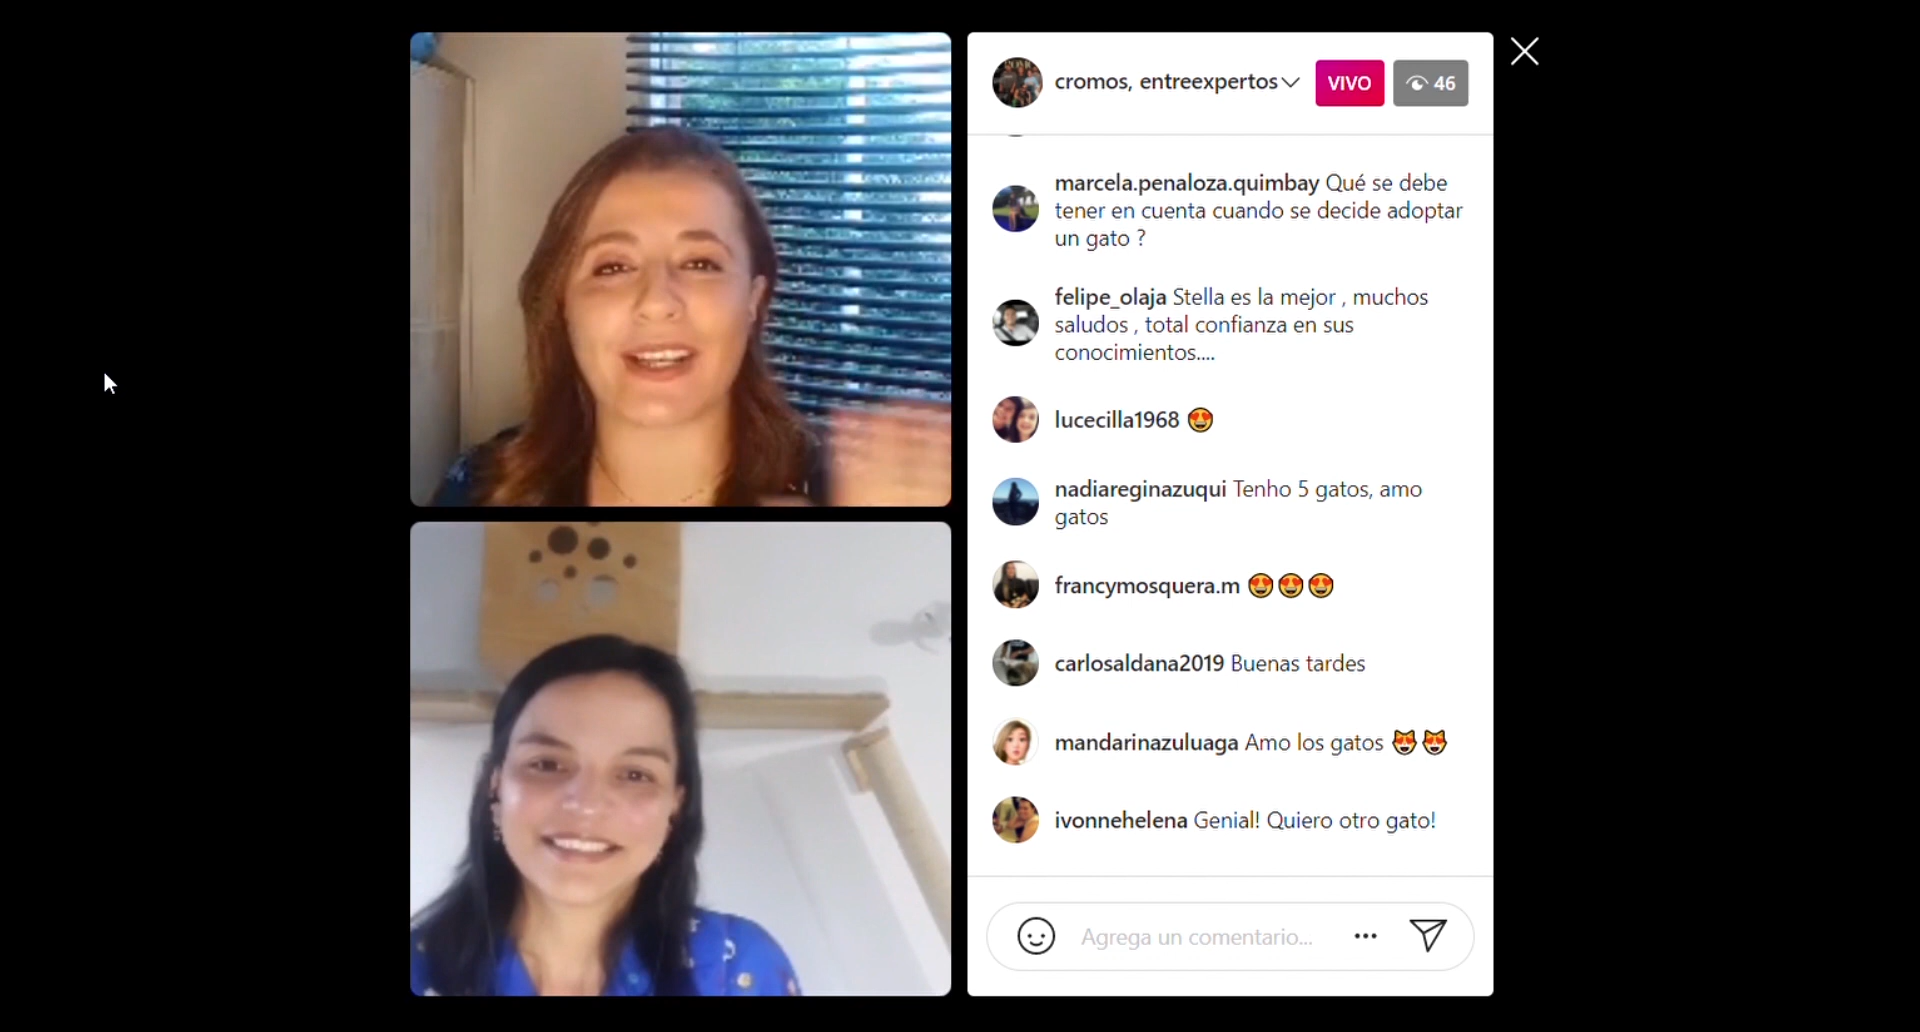 cromos, entreexpertos
VIVO
46
marcela.penaloza.quimbay Qué se debe
tener en cuenta cuando se decide adoptar
un gato ?
felipe_olaja Stella es la mejor , muchos
saludos , total confianza en sus
conocimientos....
lucecilla1968 😍
nadiareginazuqui Tenho 5 gatos, amo
gatos
francymosquera.m 😍😍😍
carlosaldana2019 Buenas tardes
mandarinazuluaga Amo los gatos 😻😻
ivonnehelena Genial! Quiero otro gato!
Agrega un comentario...